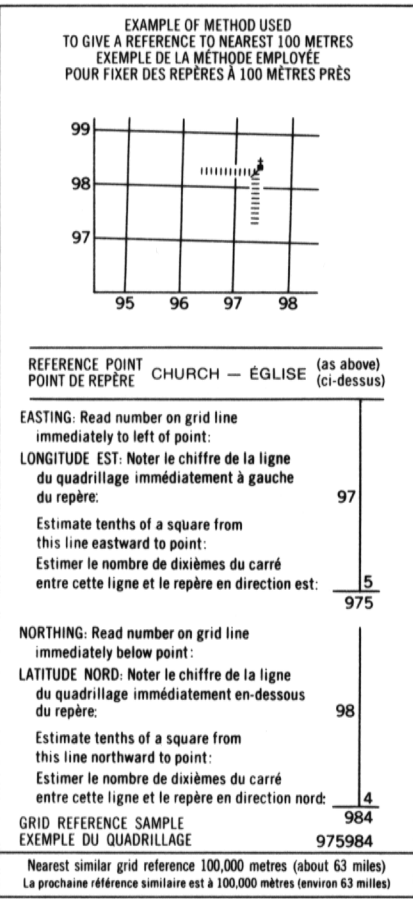 EXAMPLE OF METHOD USED
TO GIVE A REFERENCE TO NEAREST 100 METRES
EXEMPLE DE LA MÉTHODE EMPLOYÉE
POUR FIXER DES REPÈRES À 100 MÈTRES PRÈS
99
98
97
95 96 97 98
REFERENCE POINT
POINT DE REPÈRE
CHURCH — ÉGLISE
(as above)
(ci-dessus)
EASTING: Read number on grid line
immediately to left of point:
LONGITUDE EST: Noter le chiffre de la ligne
du quadrillage immédiatement à gauche
du repère: 97
Estimate tenths of a square from
this line eastward to point:
Estimer le nombre de dixièmes du carré
entre cette ligne et le repère en direction est: 5
975
NORTHING: Read number on grid line
immediately below point:
LATITUDE NORD: Noter le chiffre de la ligne
du quadrillage immédiatement en-dessous
du repère: 98
Estimate tenths of a square from
this line northward to point:
Estimer le nombre de dixièmes du carré
entre cette ligne et le repère en direction nord: 4
984
GRID REFERENCE SAMPLE
EXEMPLE DU QUADRILLAGE 975984
Nearest similar grid reference 100,000 metres (about 63 miles)
La prochaine référence similaire est à 100,000 mètres (environ 63 milles)